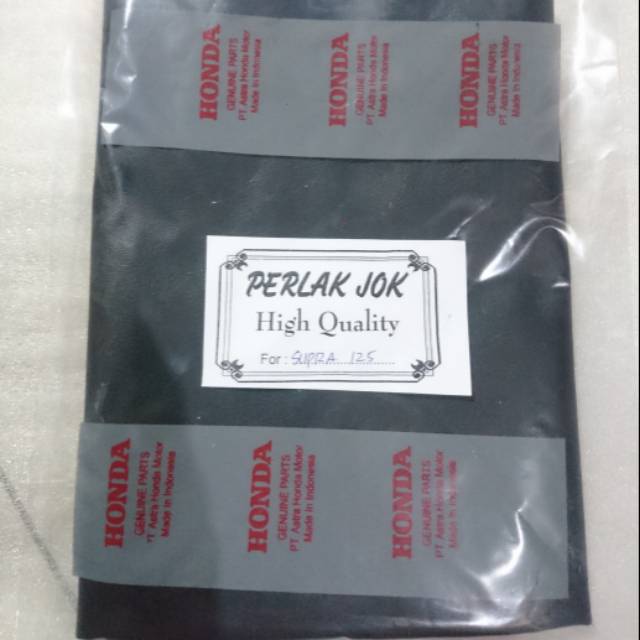 HONDA
GENUINE PARTS
PT Astra Honda Motor
Made In Indonesia
HONDA
GENUINE PARTS
PT Astra Honda Motor
Made In Indonesia
HONDA
GENUINE PARTS
PT Astra Honda Motor
Made In Indonesia
PERLAK JOK
High Quality
For : SUPRA...125......
HONDA
GENUINE PARTS
PT Astra Honda Motor
Made In Indonesia
HONDA
GENUINE PARTS
PT Astra Honda Motor
Made In Indonesia
HONDA
GENUINE PARTS
PT Astra Honda Motor
Made In Indonesia